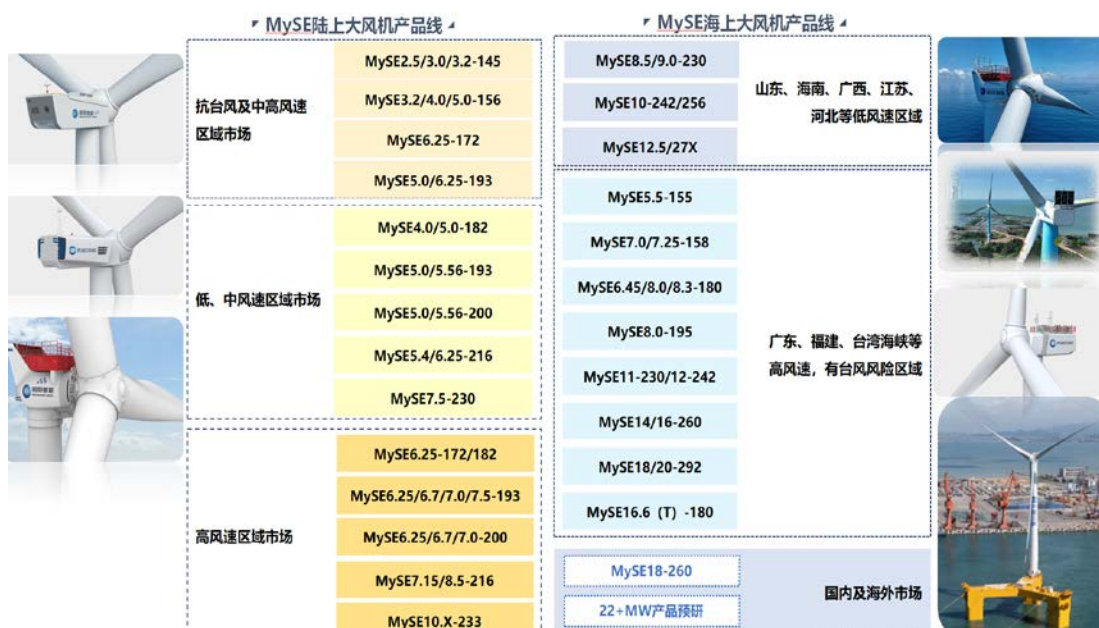 MySE陆上大风机产品线
抗台风及中高风速
区域市场
MySE2.5/3.0/3.2-145
MySE3.2/4.0/5.0-156
MySE6.25-172
MySE5.0/6.25-193
低、中风速区域市场
MySE4.0/5.0-182
MySE5.0/5.56-193
MySE5.0/5.56-200
MySE5.4/6.25-216
MySE7.5-230
高风速区域市场
MySE6.25-172/182
MySE6.25/6.7/7.0/7.5-193
MySE6.25/6.7/7.0-200
MySE7.15/8.5-216
MySE10.X-233
MySE海上大风机产品线
MySE8.5/9.0-230
MySE10-242/256
MySE12.5/27X
山东、海南、广西、江苏、
河北等低风速区域
MySE5.5-155
MySE7.0/7.25-158
MySE6.45/8.0/8.3-180
MySE8.0-195
MySE11-230/12-242
MySE14/16-260
MySE18/20-292
MySE16.6（T）-180
广东、福建、台湾海峡等
高风速，有台风风险区域
MySE18-260
22+MW产品预研
国内及海外市场